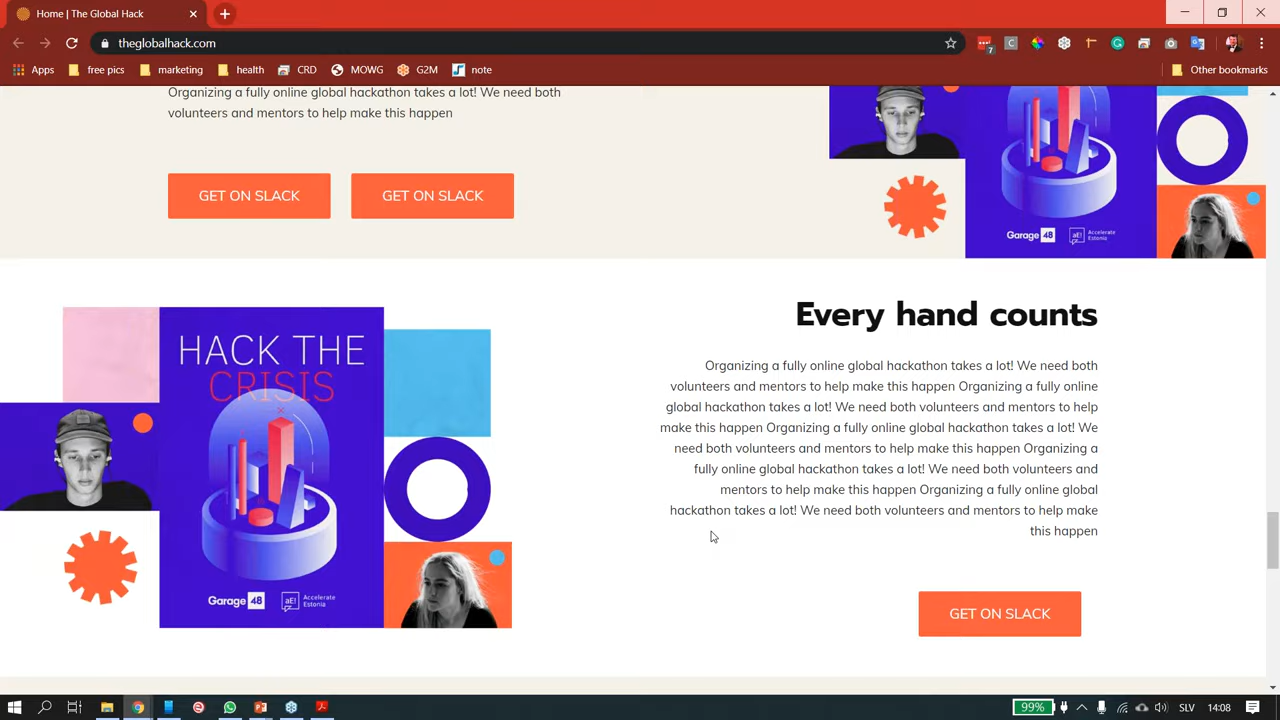 Home | The Global Hack
theglobalhack.com
7
Apps
free pics
marketing
health
CRD
MOWG
G2M
note
Other bookmarks
Organizing a fully online global hackathon takes a lot! We need both
volunteers and mentors to help make this happen
GET ON SLACK
GET ON SLACK
Garage 48
aE!
Accelerate
Estonia
Every hand counts
Organizing a fully online global hackathon takes a lot! We need both
volunteers and mentors to help make this happen Organizing a fully online
global hackathon takes a lot! We need both volunteers and mentors to help
make this happen Organizing a fully online global hackathon takes a lot! We
need both volunteers and mentors to help make this happen Organizing a
fully online global hackathon takes a lot! We need both volunteers and
mentors to help make this happen Organizing a fully online global
hackathon takes a lot! We need both volunteers and mentors to help make
this happen
GET ON SLACK
HACK THE
CRISIS
Garage 48
aE!
Accelerate
Estonia
99%
SLV
14:08